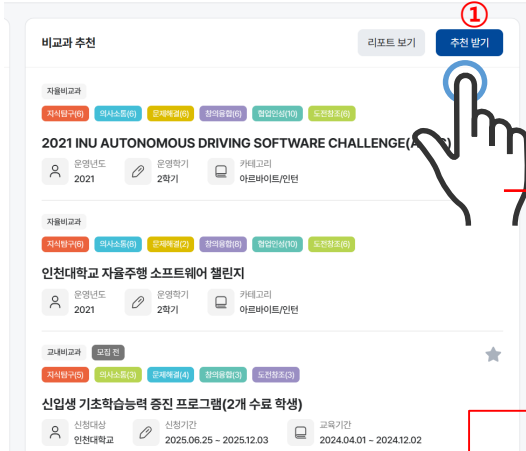 ①
비교과 추천
리포트 보기
추천 받기
자율비교과
지식탐구(6) 의사소통(6) 문제해결(6) 창의융합(6) 협업인성(10) 도전창조(6)
2021 INU AUTONOMOUS DRIVING SOFTWARE CHALLENGE(A C)
운영년도 운영학기 카테고리
2021 2학기 아르바이트/인턴
자율비교과
지식탐구(6) 의사소통(8) 문제해결(2) 창의융합(8) 협업인성(10) 도전창조(6)
인천대학교 자율주행 소프트웨어 챌린지
운영년도 운영학기 카테고리
2021 2학기 아르바이트/인턴
교내비교과 모집 전
지식탐구(5) 의사소통(3) 문제해결(4) 창의융합(3) 도전창조(3)
신입생 기초학습능력 증진 프로그램(2개 수료 학생)
신청대상 신청기간 교육기간
인천대학교 2025.06.25 ~ 2025.12.03 2024.04.01 ~ 2024.12.02